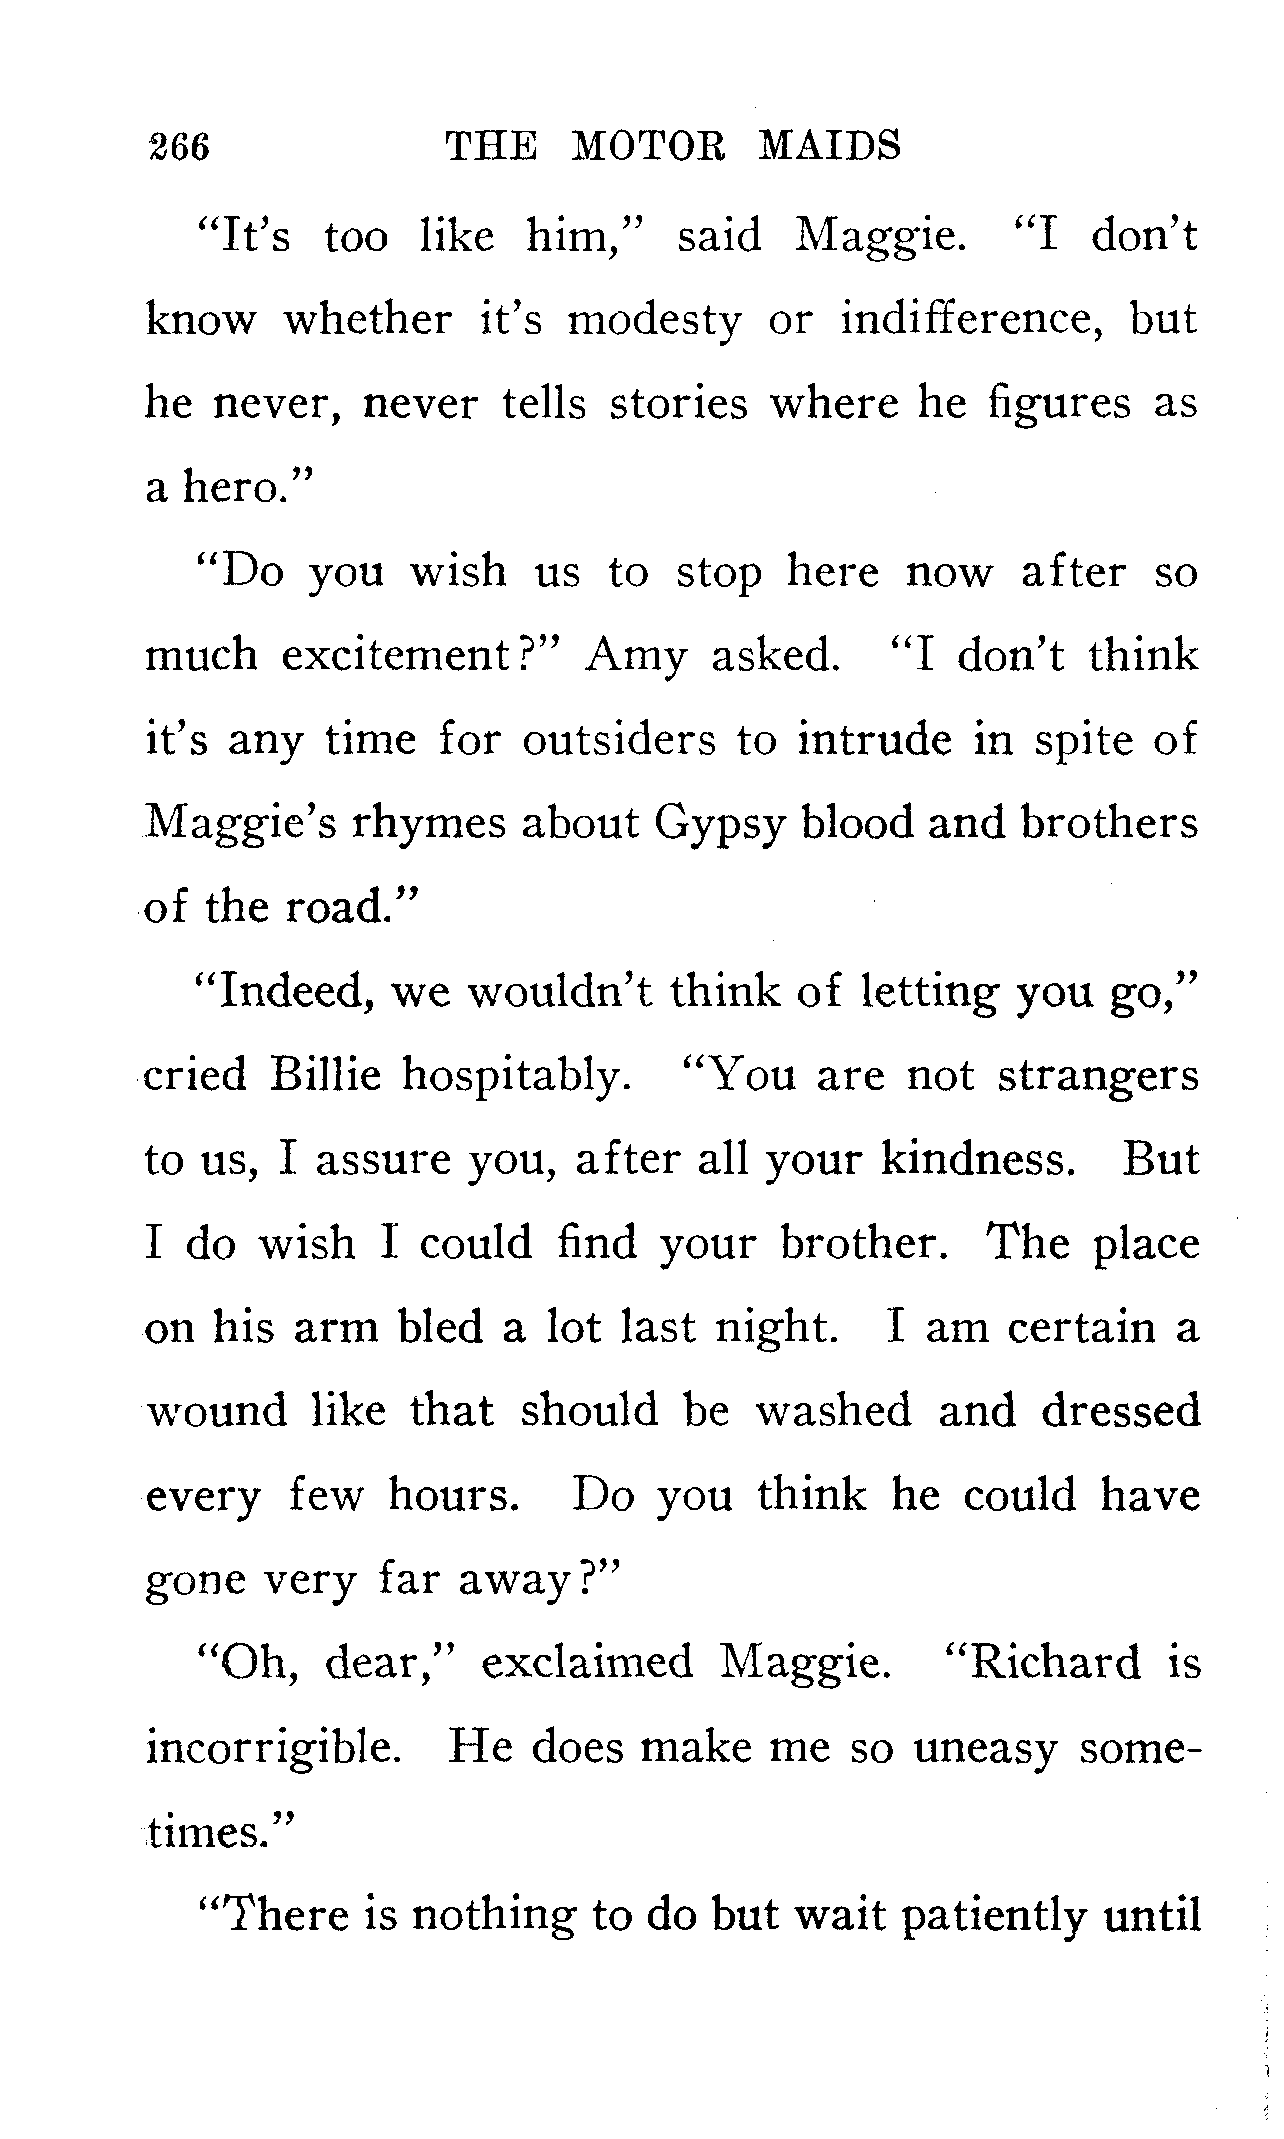 266 THE MOTOR MAIDS
“It’s too like him,” said Maggie. “I don’t
know whether it’s modesty or indifference, but
he never, never tells stories where he figures as
a hero.”
“Do you wish us to stop here now after so
much excitement?” Amy asked. “I don’t think
it’s any time for outsiders to intrude in spite of
Maggie’s rhymes about Gypsy blood and brothers
of the road.”
“Indeed, we wouldn’t think of letting you go,”
cried Billie hospitably. “You are not strangers
to us, I assure you, after all your kindness. But
I do wish I could find your brother. The place
on his arm bled a lot last night. I am certain a
wound like that should be washed and dressed
every few hours. Do you think he could have
gone very far away?”
“Oh, dear,” exclaimed Maggie. “Richard is
incorrigible. He does make me so uneasy some-
times.”
“There is nothing to do but wait patiently until